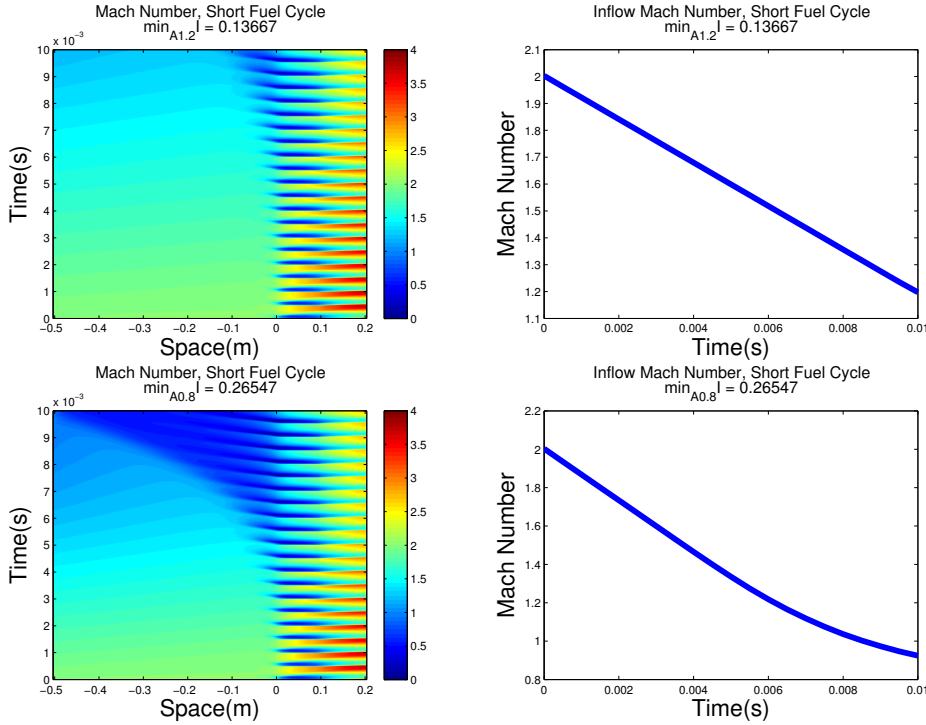 Mach Number, Short Fuel Cycle
min_A1.2 I = 0.13667
x 10⁻³
10
9
8
7
6
5
4
3
2
1
0
Time(s)
−0.5 −0.4 −0.3 −0.2 −0.1 0 0.1 0.2
Space(m)
4
3.5
3
2.5
2
1.5
1
0.5
0
Inflow Mach Number, Short Fuel Cycle
min_A1.2 I = 0.13667
2.1
2
1.9
1.8
1.7
1.6
1.5
1.4
1.3
1.2
1.1
Mach Number
0 0.002 0.004 0.006 0.008 0.01
Time(s)
Mach Number, Short Fuel Cycle
min_A0.8 I = 0.26547
x 10⁻³
10
9
8
7
6
5
4
3
2
1
0
Time(s)
−0.5 −0.4 −0.3 −0.2 −0.1 0 0.1 0.2
Space(m)
4
3.5
3
2.5
2
1.5
1
0.5
0
Inflow Mach Number, Short Fuel Cycle
min_A0.8 I = 0.26547
2.2
2
1.8
1.6
1.4
1.2
1
0.8
Mach Number
0 0.002 0.004 0.006 0.008 0.01
Time(s)